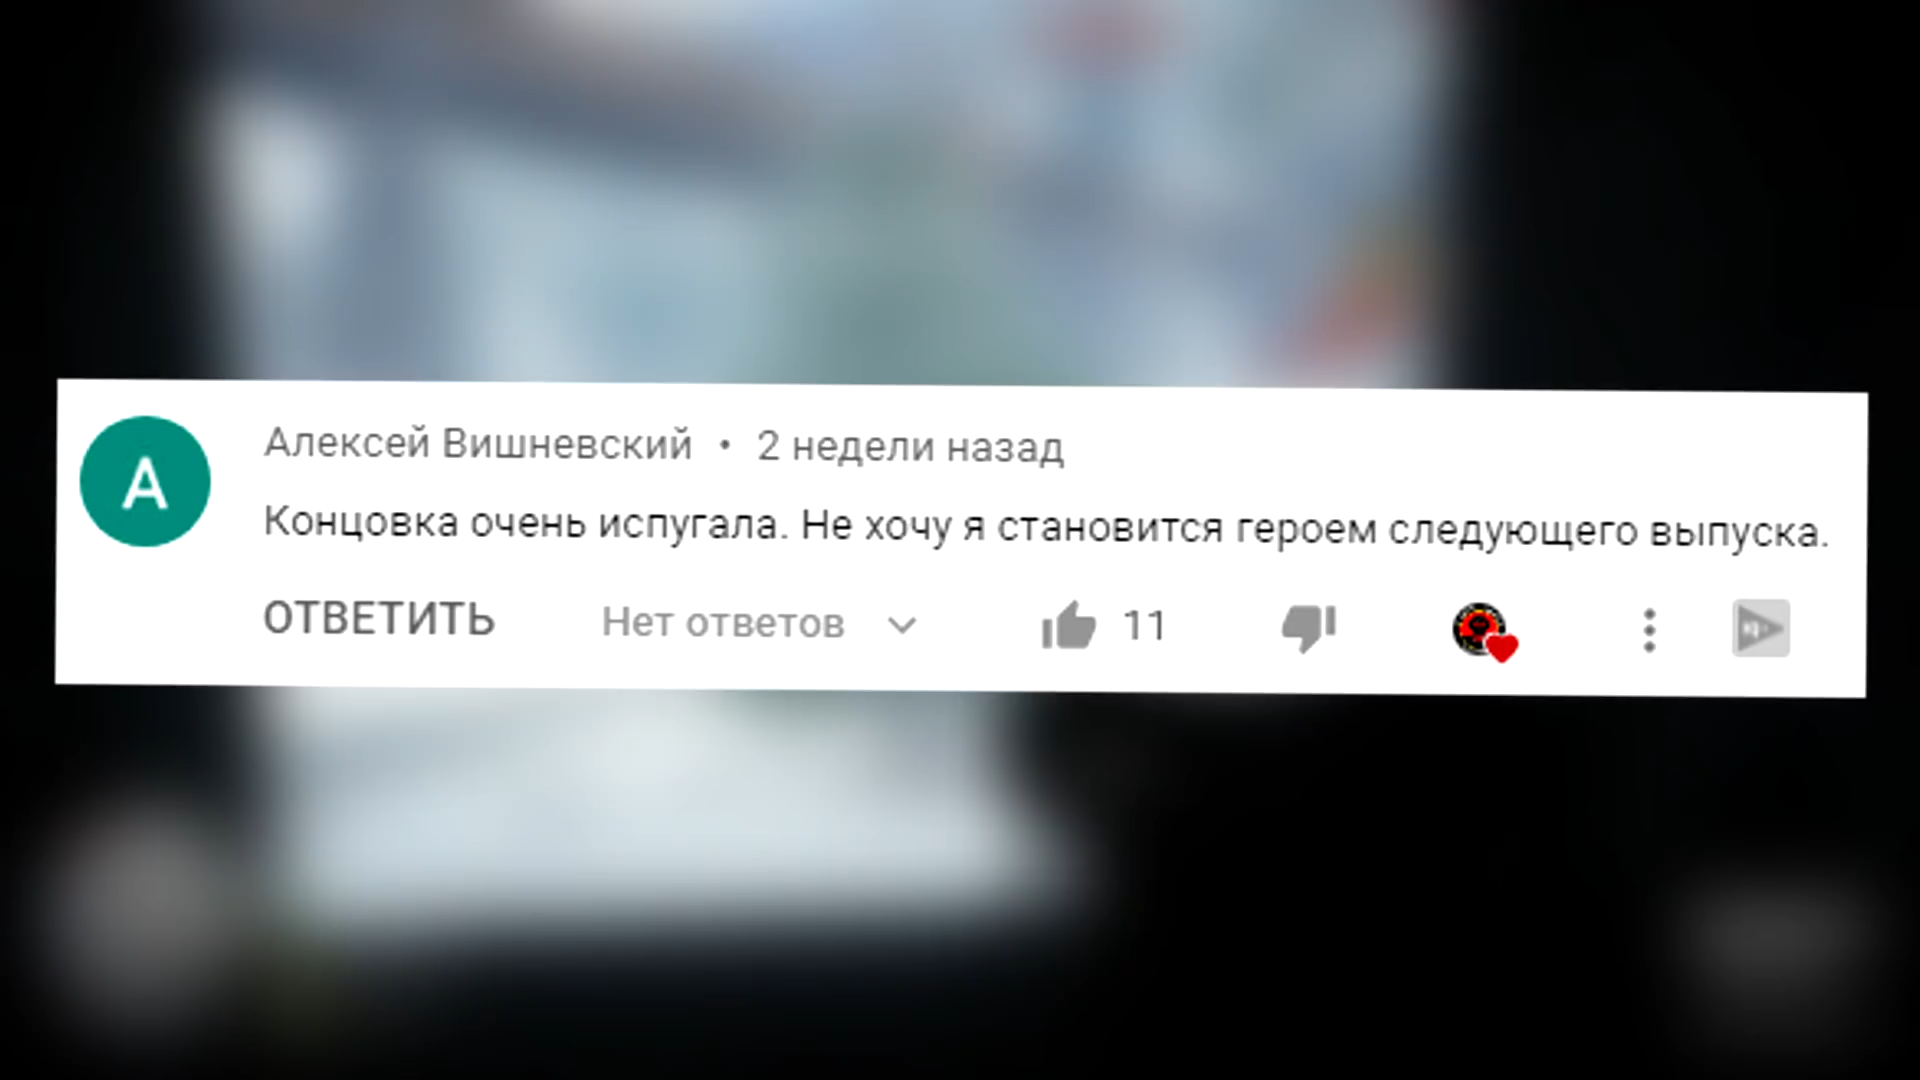 Алексей Вишневский • 2 недели назад
А
Концовка очень испугала. Не хочу я становится героем следующего выпуска.
ОТВЕТИТЬ Нет ответов 11